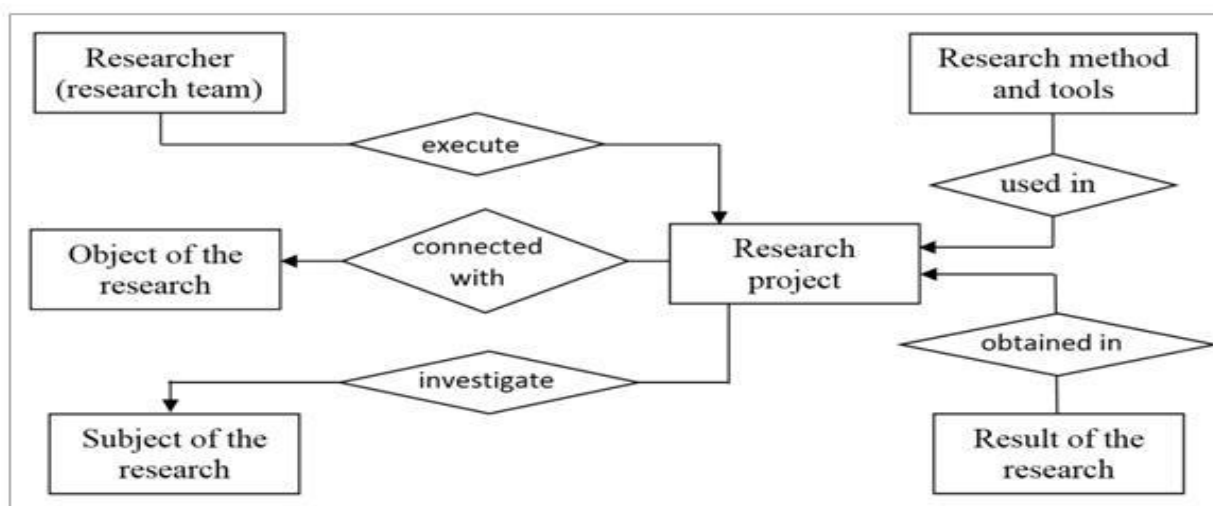 Researcher
(research team)
Research method
and tools
execute
used in
Object of the
research
connected
with
Research
project
obtained in
investigate
Subject of the
research
Result of the
research